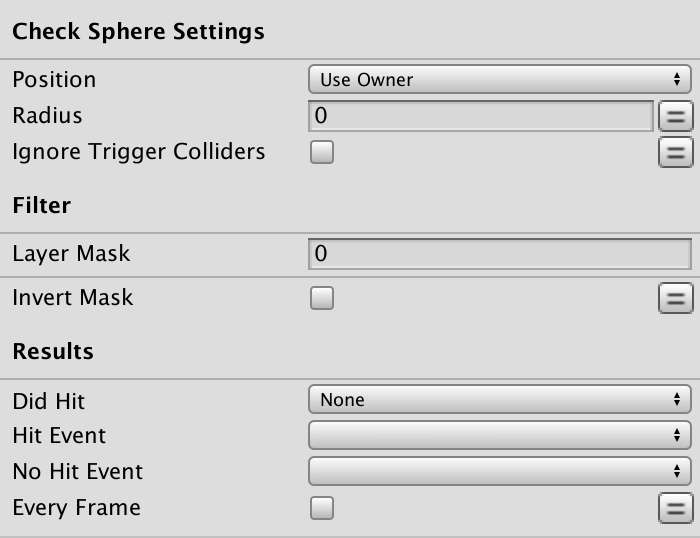 Check Sphere Settings
Position Use Owner
Radius 0
Ignore Trigger Colliders
Filter
Layer Mask 0
Invert Mask
Results
Did Hit None
Hit Event
No Hit Event
Every Frame